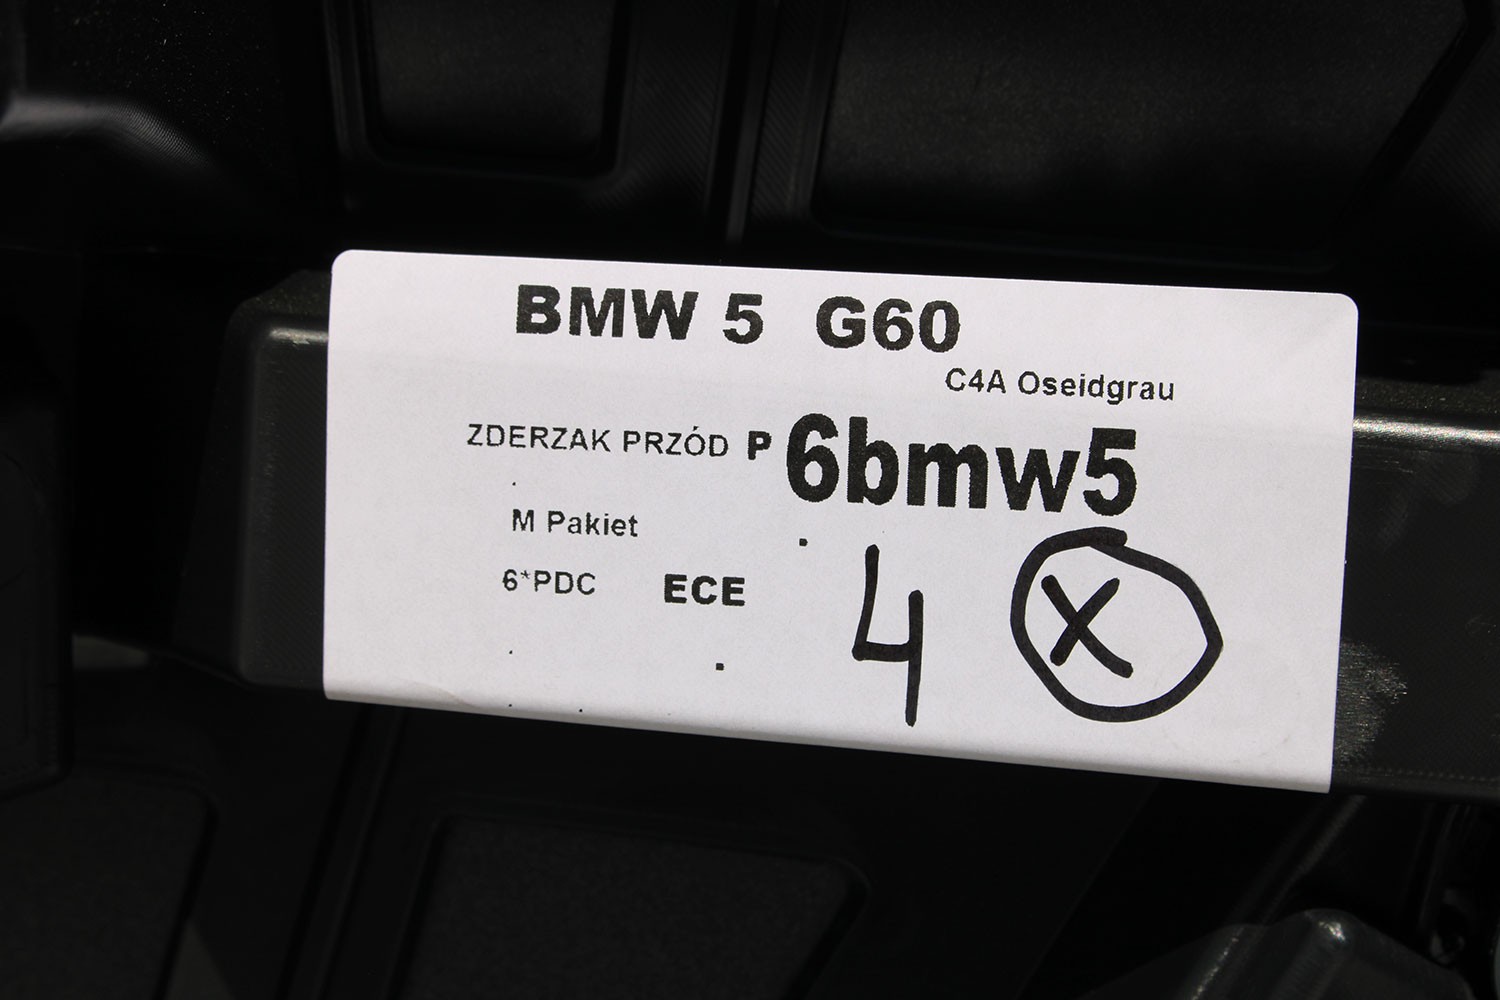 BMW 5 G60
C4A Oseidgrau
ZDERZAK PRZÓD P 6bmw5
M Pakiet
6*PDC ECE
4 X